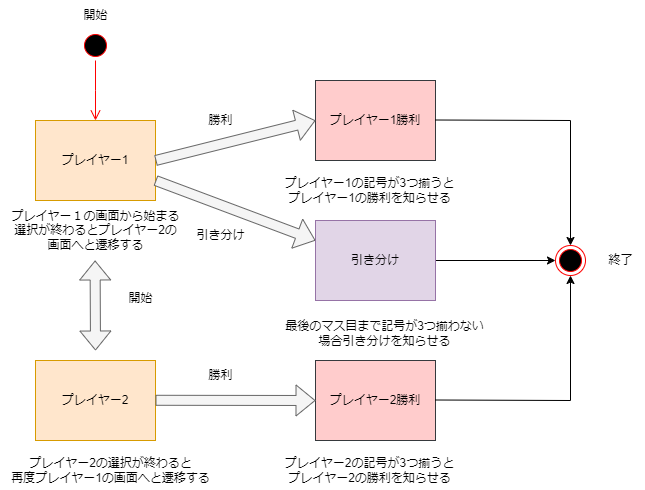 開始
プレイヤー1
プレイヤー１の画面から始まる
選択が終わるとプレイヤー2の
画面へと遷移する
勝利
プレイヤー1勝利
プレイヤー1の記号が3つ揃うと
プレイヤー1の勝利を知らせる
引き分け
引き分け
終了
最後のマス目まで記号が3つ揃わない
場合引き分けを知らせる
開始
プレイヤー2
勝利
プレイヤー2勝利
プレイヤー2の選択が終わると
再度プレイヤー1の画面へと遷移する
プレイヤー2の記号が3つ揃うと
プレイヤー2の勝利を知らせる